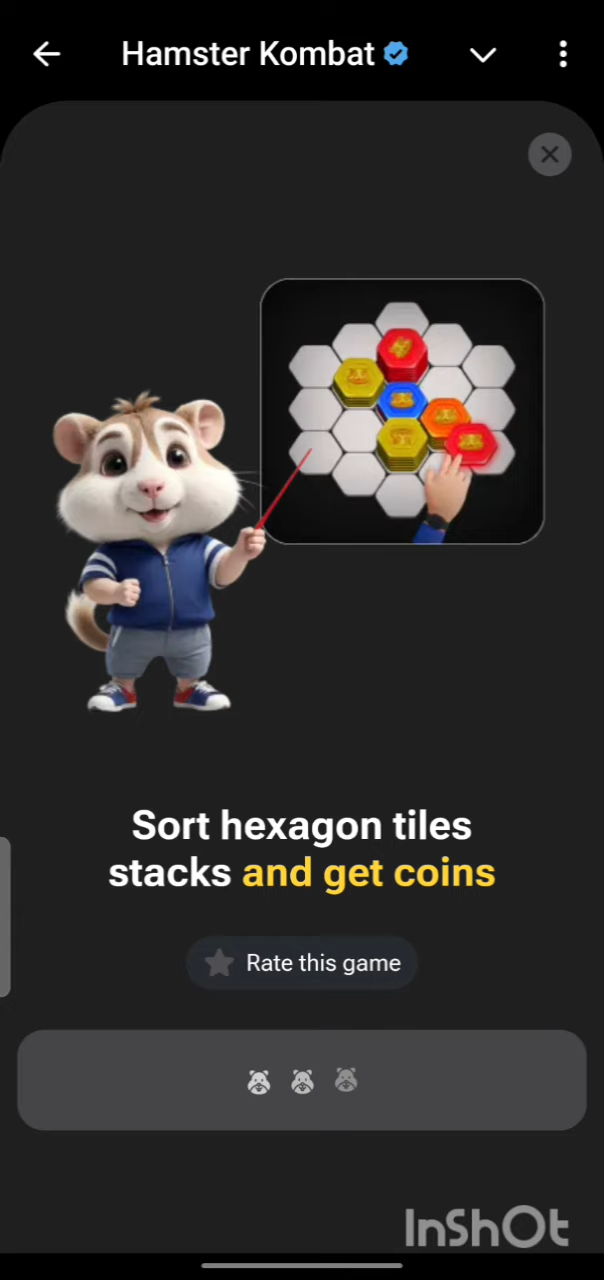 Hamster Kombat
Sort hexagon tiles
stacks and get coins
Rate this game
InShOt